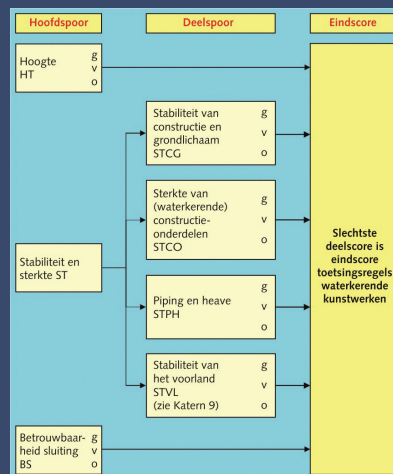 Hoofdspoor
Deelspoor
Eindscore
Hoogte
HT
g
v
o
Stabiliteit van
constructie en
grondlichaam
STCG
g
v
o
Sterkte van
(waterkerende)
constructie-
onderdelen
STCO
g
v
o
Stabiliteit en
sterkte ST
Piping en heave
STPH
g
v
o
Stabiliteit van
het voorland
STVL
(zie Katern 9)
g
v
o
Betrouwbaar-
heid sluiting
BS
g
v
o
Slechtste
deelscore is
eindscore
toetsingsregels
waterkerende
kunstwerken